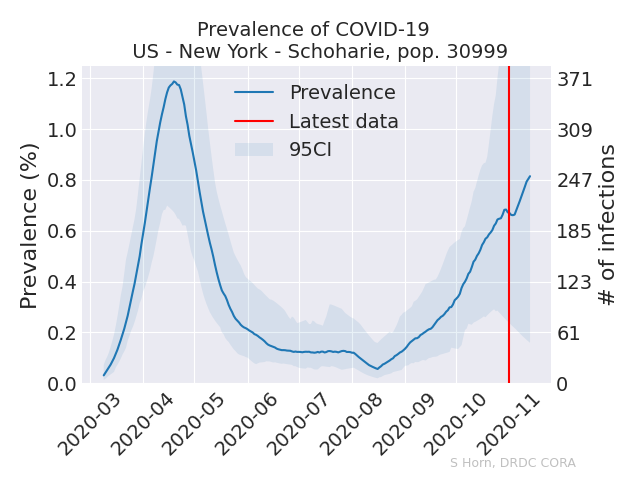 Prevalence of COVID-19
US - New York - Schoharie, pop. 30999
Prevalence (%)
1.2
1.0
0.8
0.6
0.4
0.2
0.0
Prevalence
Latest data
95CI
371
309
247
185
123
61
0
# of infections
2020-03
2020-04
2020-05
2020-06
2020-07
2020-08
2020-09
2020-10
2020-11
S Horn, DRDC CORA